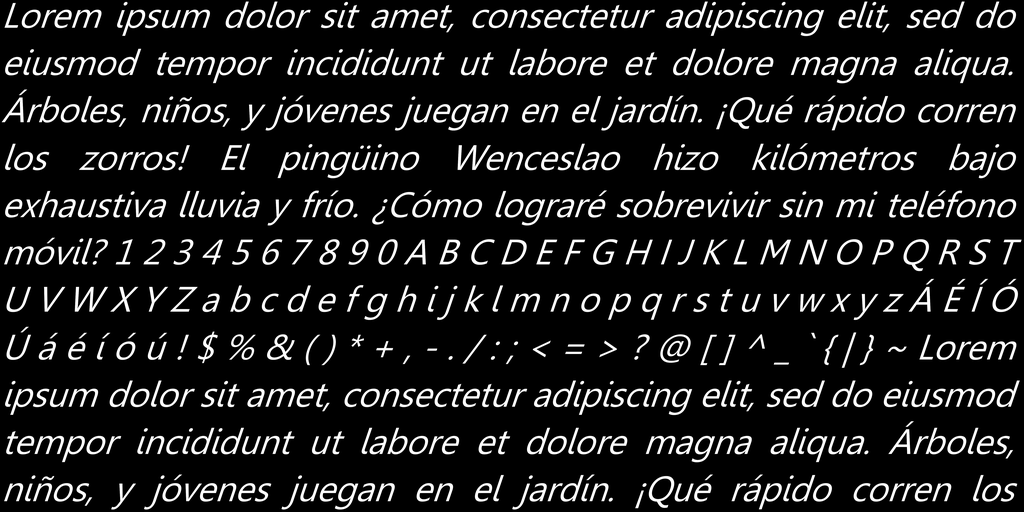 Lorem ipsum dolor sit amet, consectetur adipiscing elit, sed do
eiusmod tempor incididunt ut labore et dolore magna aliqua.
Árboles, niños, y jóvenes juegan en el jardín. ¡Qué rápido corren
los zorros! El pingüino Wenceslao hizo kilómetros bajo
exhaustiva lluvia y frío. ¿Cómo lograré sobrevivir sin mi teléfono
móvil? 1 2 3 4 5 6 7 8 9 0 A B C D E F G H I J K L M N O P Q R S T
U V W X Y Z a b c d e f g h i j k l m n o p q r s t u v w x y z Á É Í Ó
Ú á é í ó ú ! $ % & ( ) * + , - . / : ; < = > ? @ [ ] ^ _ ` { | } ~ Lorem
ipsum dolor sit amet, consectetur adipiscing elit, sed do eiusmod
tempor incididunt ut labore et dolore magna aliqua. Árboles,
niños, y jóvenes juegan en el jardín. ¡Qué rápido corren los